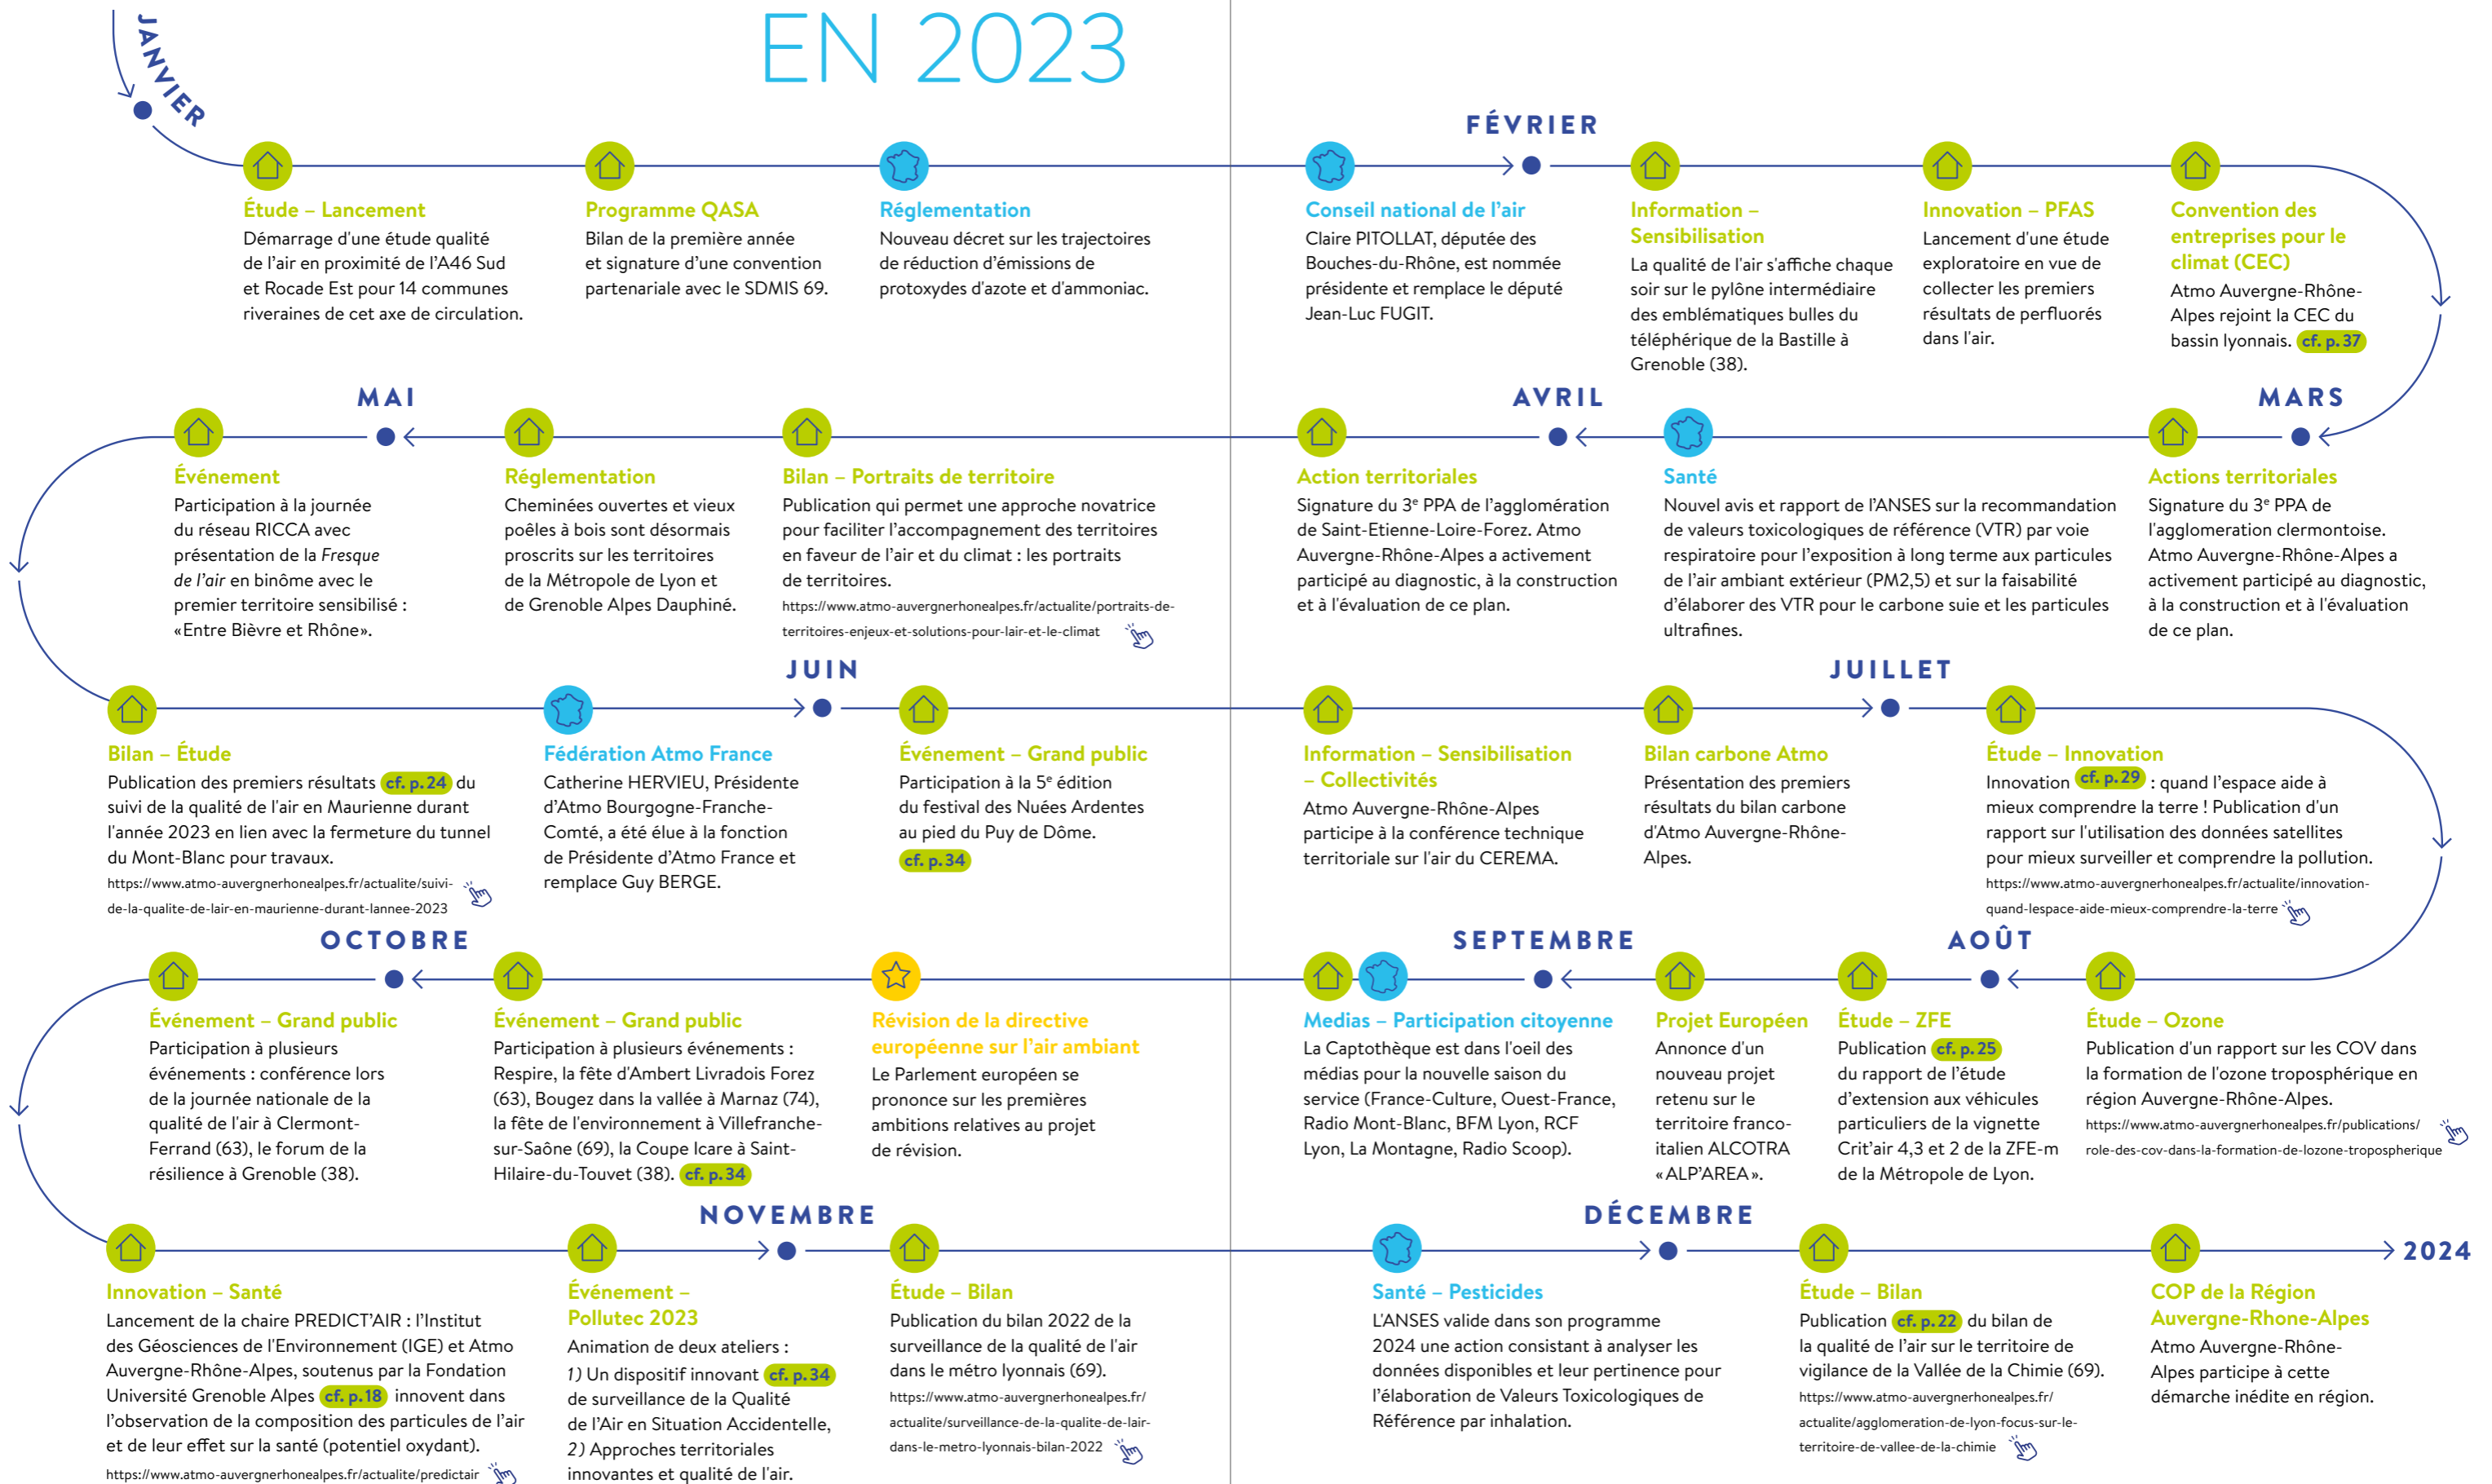 EN 2023
JANVIER
Étude – Lancement
Démarrage d'une étude qualité
de l'air en proximité de l'A46 Sud
et Rocade Est pour 14 communes
riveraines de cet axe de circulation.
Programme QASA
Bilan de la première année
et signature d'une convention
partenariale avec le SDMIS 69.
Réglementation
Nouveau décret sur les trajectoires
de réduction d'émissions de
protoxydes d'azote et d'ammoniac.
Conseil national de l'air
Claire PITOLLAT, députée des
Bouches-du-Rhône, est nommée
présidente et remplace le député
Jean-Luc FUGIT.
FÉVRIER
Information –
Sensibilisation
La qualité de l'air s'affiche chaque
soir sur le pylône intermédiaire
des emblématiques bulles du
téléphérique de la Bastille à
Grenoble (38).
Innovation – PFAS
Lancement d'une étude
exploratoire en vue de
collecter les premiers
résultats de perfluorés
dans l'air.
Convention des
entreprises pour le
climat (CEC)
Atmo Auvergne-Rhône-
Alpes rejoint la CEC du
bassin lyonnais. cf. p.37
MARS
Actions territoriales
Signature du 3e PPA de
l'agglomeration clermontoise.
Atmo Auvergne-Rhône-Alpes a
activement participé au diagnostic,
à la construction et à l'évaluation
de ce plan.
Santé
Nouvel avis et rapport de l'ANSES sur la recommandation
de valeurs toxicologiques de référence (VTR) par voie
respiratoire pour l'exposition à long terme aux particules
de l'air ambiant extérieur (PM2,5) et sur la faisabilité
d'élaborer des VTR pour le carbone suie et les particules
ultrafines.
AVRIL
Action territoriales
Signature du 3e PPA de l'agglomération
de Saint-Etienne-Loire-Forez. Atmo
Auvergne-Rhône-Alpes a activement
participé au diagnostic, à la construction
et à l'évaluation de ce plan.
Bilan – Portraits de territoire
Publication qui permet une approche novatrice
pour faciliter l'accompagnement des territoires
en faveur de l'air et du climat : les portraits
de territoires.
https://www.atmo-auvergnerhonealpes.fr/actualite/portraits-de-
territoires-enjeux-et-solutions-pour-lair-et-le-climat
Réglementation
Cheminées ouvertes et vieux
poêles à bois sont désormais
proscrits sur les territoires
de la Métropole de Lyon et
de Grenoble Alpes Dauphiné.
MAI
Événement
Participation à la journée
du réseau RICCA avec
présentation de la Fresque
de l'air en binôme avec le
premier territoire sensibilisé :
«Entre Bièvre et Rhône».
Bilan – Étude
Publication des premiers résultats cf. p.24 du
suivi de la qualité de l'air en Maurienne durant
l'année 2023 en lien avec la fermeture du tunnel
du Mont-Blanc pour travaux.
https://www.atmo-auvergnerhonealpes.fr/actualite/suivi-
de-la-qualite-de-lair-en-maurienne-durant-lannee-2023
Fédération Atmo France
Catherine HERVIEU, Présidente
d'Atmo Bourgogne-Franche-
Comté, a été élue à la fonction
de Présidente d'Atmo France et
remplace Guy BERGE.
JUIN
Événement – Grand public
Participation à la 5e édition
du festival des Nuées Ardentes
au pied du Puy de Dôme.
cf. p.34
Information – Sensibilisation
– Collectivités
Atmo Auvergne-Rhône-Alpes
participe à la conférence technique
territoriale sur l'air du CEREMA.
Bilan carbone Atmo
Présentation des premiers
résultats du bilan carbone
d'Atmo Auvergne-Rhône-
Alpes.
JUILLET
Étude – Innovation
Innovation cf. p.29 : quand l'espace aide à
mieux comprendre la terre ! Publication d'un
rapport sur l'utilisation des données satellites
pour mieux surveiller et comprendre la pollution.
https://www.atmo-auvergnerhonealpes.fr/actualite/innovation-
quand-lespace-aide-mieux-comprendre-la-terre
Étude – Ozone
Publication d'un rapport sur les COV dans
la formation de l'ozone troposphérique en
région Auvergne-Rhône-Alpes.
https://www.atmo-auvergnerhonealpes.fr/publications/
role-des-cov-dans-la-formation-de-lozone-tropospherique
AOÛT
Étude – ZFE
Publication cf. p.25
du rapport de l'étude
d'extension aux véhicules
particuliers de la vignette
Crit'air 4,3 et 2 de la ZFE-m
de la Métropole de Lyon.
Projet Européen
Annonce d'un
nouveau projet
retenu sur le
territoire franco-
italien ALCOTRA
«ALP'AREA».
SEPTEMBRE
Medias – Participation citoyenne
La Captothèque est dans l'oeil des
médias pour la nouvelle saison du
service (France-Culture, Ouest-France,
Radio Mont-Blanc, BFM Lyon, RCF
Lyon, La Montagne, Radio Scoop).
Révision de la directive
européenne sur l'air ambiant
Le Parlement européen se
prononce sur les premières
ambitions relatives au projet
de révision.
Événement – Grand public
Participation à plusieurs événements :
Respire, la fête d'Ambert Livradois Forez
(63), Bougez dans la vallée à Marnaz (74),
la fête de l'environnement à Villefranche-
sur-Saône (69), la Coupe Icare à Saint-
Hilaire-du-Touvet (38). cf. p.34
OCTOBRE
Événement – Grand public
Participation à plusieurs
événements : conférence lors
de la journée nationale de la
qualité de l'air à Clermont-
Ferrand (63), le forum de la
résilience à Grenoble (38).
Innovation – Santé
Lancement de la chaire PREDICT'AIR : l'Institut
des Géosciences de l'Environnement (IGE) et Atmo
Auvergne-Rhône-Alpes, soutenus par la Fondation
Université Grenoble Alpes cf. p.18 innovent dans
l'observation de la composition des particules de l'air
et de leur effet sur la santé (potentiel oxydant).
https://www.atmo-auvergnerhonealpes.fr/actualite/predictair
Événement –
Pollutec 2023
Animation de deux ateliers :
1) Un dispositif innovant cf. p.34
de surveillance de la Qualité
de l'Air en Situation Accidentelle,
2) Approches territoriales
innovantes et qualité de l'air.
NOVEMBRE
Étude – Bilan
Publication du bilan 2022 de la
surveillance de la qualité de l'air
dans le métro lyonnais (69).
https://www.atmo-auvergnerhonealpes.fr/
actualite/surveillance-de-la-qualite-de-lair-
dans-le-metro-lyonnais-bilan-2022
Santé – Pesticides
L'ANSES valide dans son programme
2024 une action consistant à analyser les
données disponibles et leur pertinence pour
l'élaboration de Valeurs Toxicologiques de
Référence par inhalation.
DÉCEMBRE
Étude – Bilan
Publication cf. p.22 du bilan de
la qualité de l'air sur le territoire de
vigilance de la Vallée de la Chimie (69).
https://www.atmo-auvergnerhonealpes.fr/
actualite/agglomeration-de-lyon-focus-sur-le-
territoire-de-vallee-de-la-chimie
COP de la Région
Auvergne-Rhone-Alpes
Atmo Auvergne-Rhône-
Alpes participe à cette
démarche inédite en région.
2024